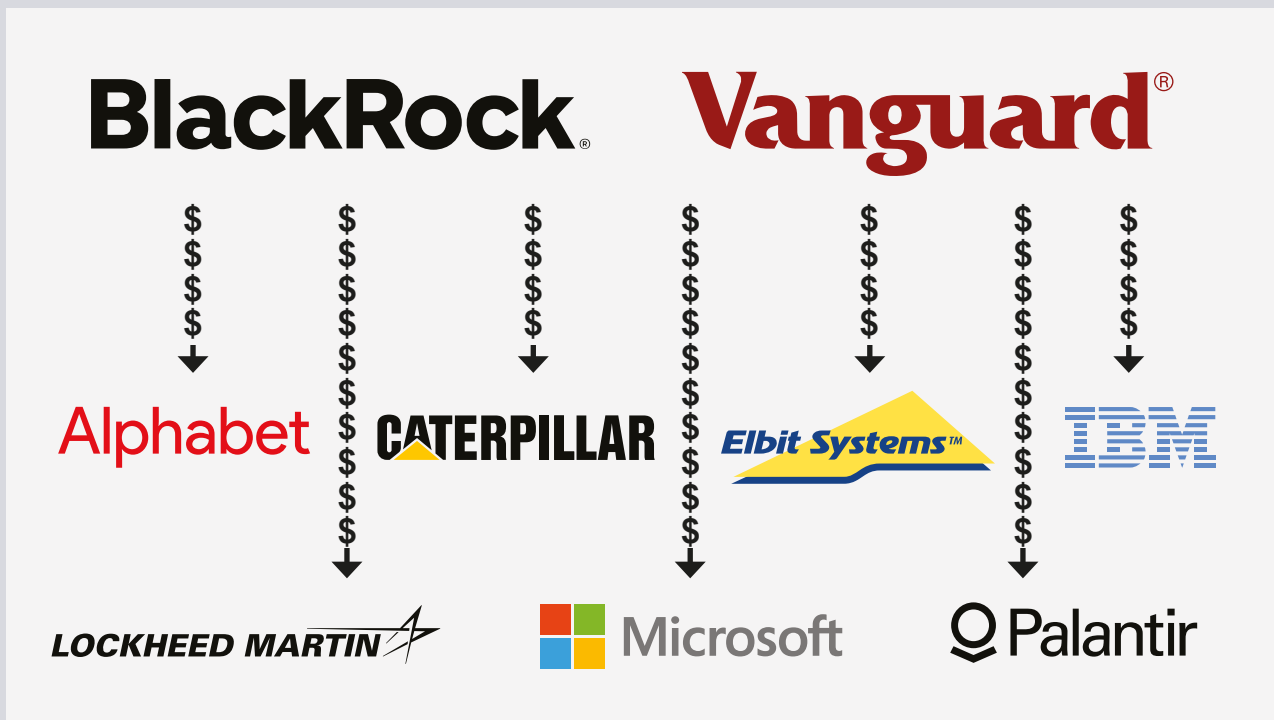 BlackRock®
Vanguard®
$ $ $ $ $ $ $
$ $ $ $ $ $ $
$ $ $ $ $ $ $
$ $ $ $ $ $ $
$ $ $
$ $ $
Alphabet $ CATERPILLAR $ Elbit Systems™ $ IBM
$ $ $
$ $ $
$ $ $
LOCKHEED MARTIN
Microsoft
Palantir